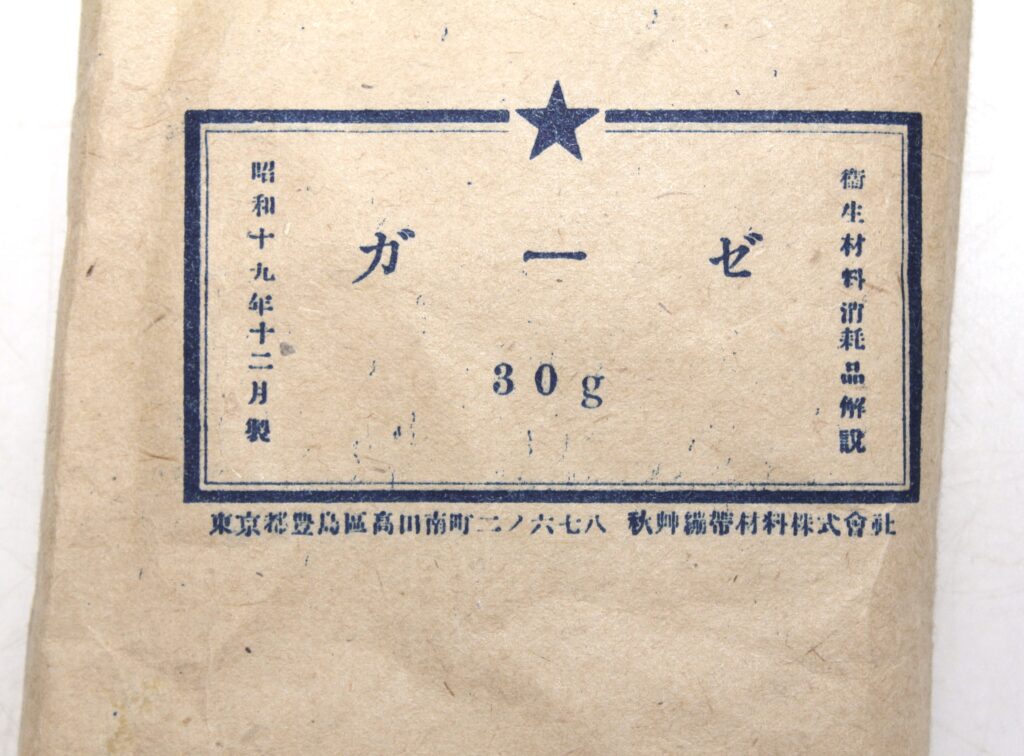 衞生材料消耗品解説
ガーゼ
30g
昭和十九年十二月製
東京都豊島區高田南町二ノ六七八 秋艸繃帶材料株式會社